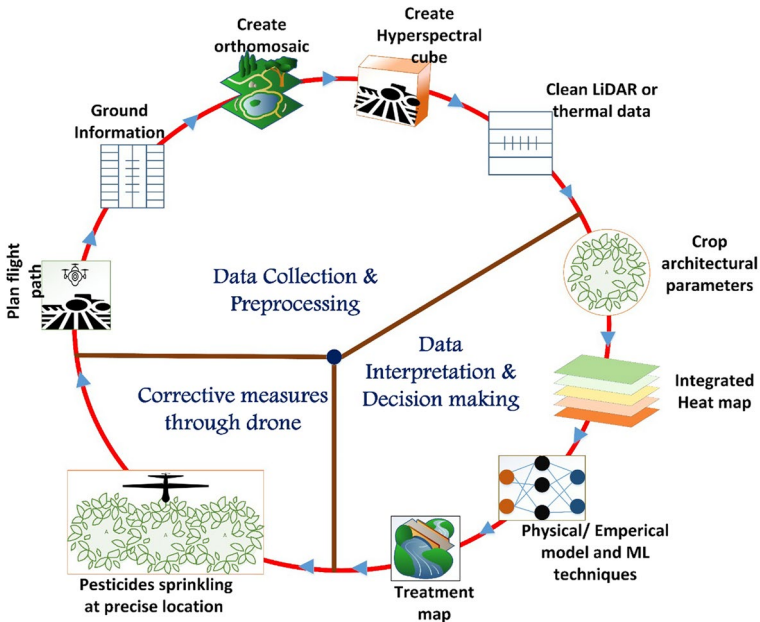 Create
orthomosaic
Create
Hyperspectral
cube
Clean LiDAR or
thermal data
Ground
Information
Plan flight
path
Crop
architectural
parameters
Data Collection &
Preprocessing
Data
Interpretation &
Decision making
Corrective measures
through drone
Integrated
Heat map
Physical/ Emperical
model and ML
techniques
Treatment
map
Pesticides sprinkling
at precise location